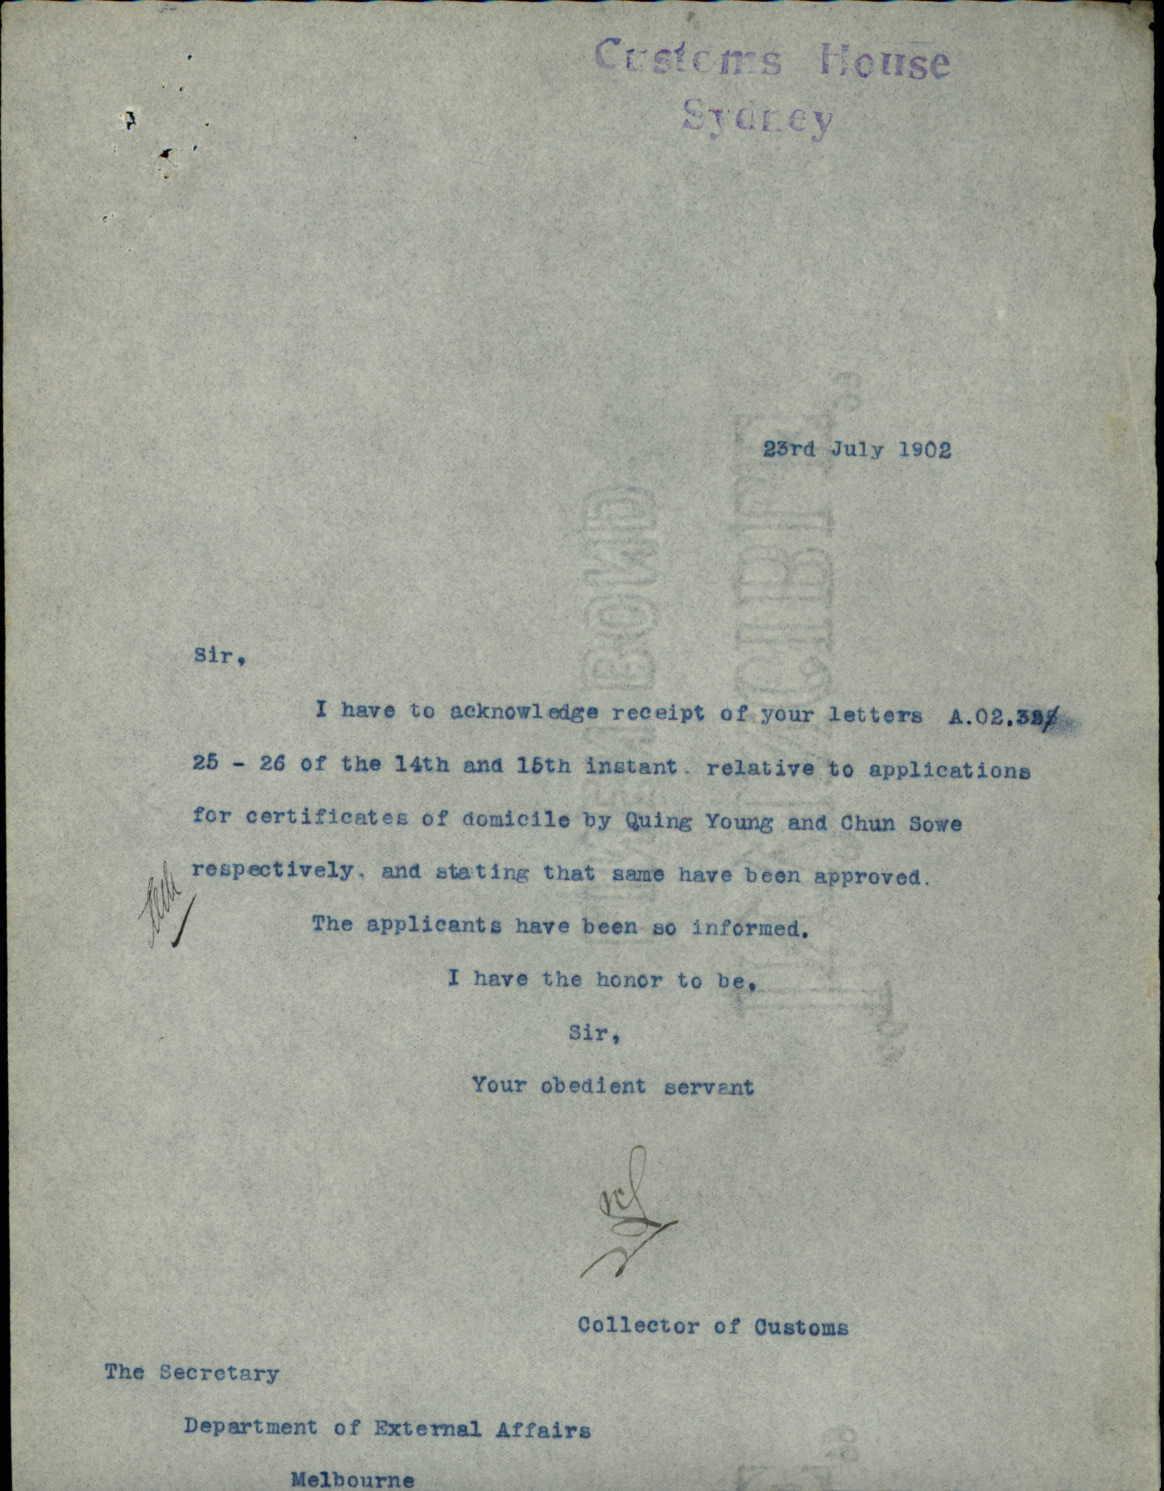 Customs House
Sydney
23rd July 1902
Sir,
I have to acknowledge receipt of your letters A.02.32/
25 - 26 of the 14th and 15th instant. relative to applications
for certificates of domicile by Quing Young and Chun Sowe
respectively. and stating that same have been approved.
The applicants have been so informed.
I have the honor to be,
Sir,
Your obedient servant
Collector of Customs
The Secretary
Department of External Affairs
Melbourne